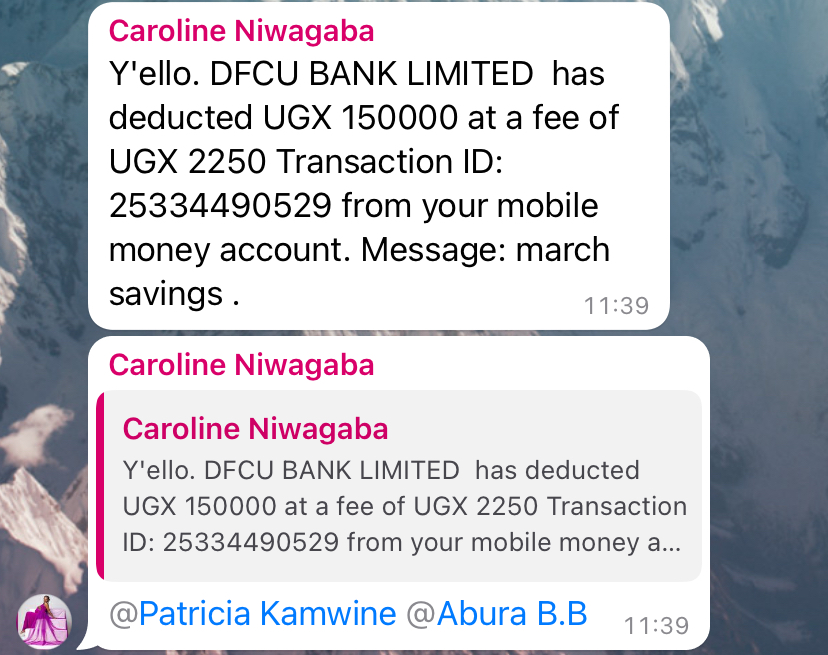 Caroline Niwagaba
Y'ello. DFCU BANK LIMITED  has
deducted UGX 150000 at a fee of
UGX 2250 Transaction ID:
25334490529 from your mobile
money account. Message: march
savings .
11:39
Caroline Niwagaba
Caroline Niwagaba
Y'ello. DFCU BANK LIMITED  has deducted
UGX 150000 at a fee of UGX 2250 Transaction
ID: 25334490529 from your mobile money a...
@Patricia Kamwine @Abura B.B
11:39